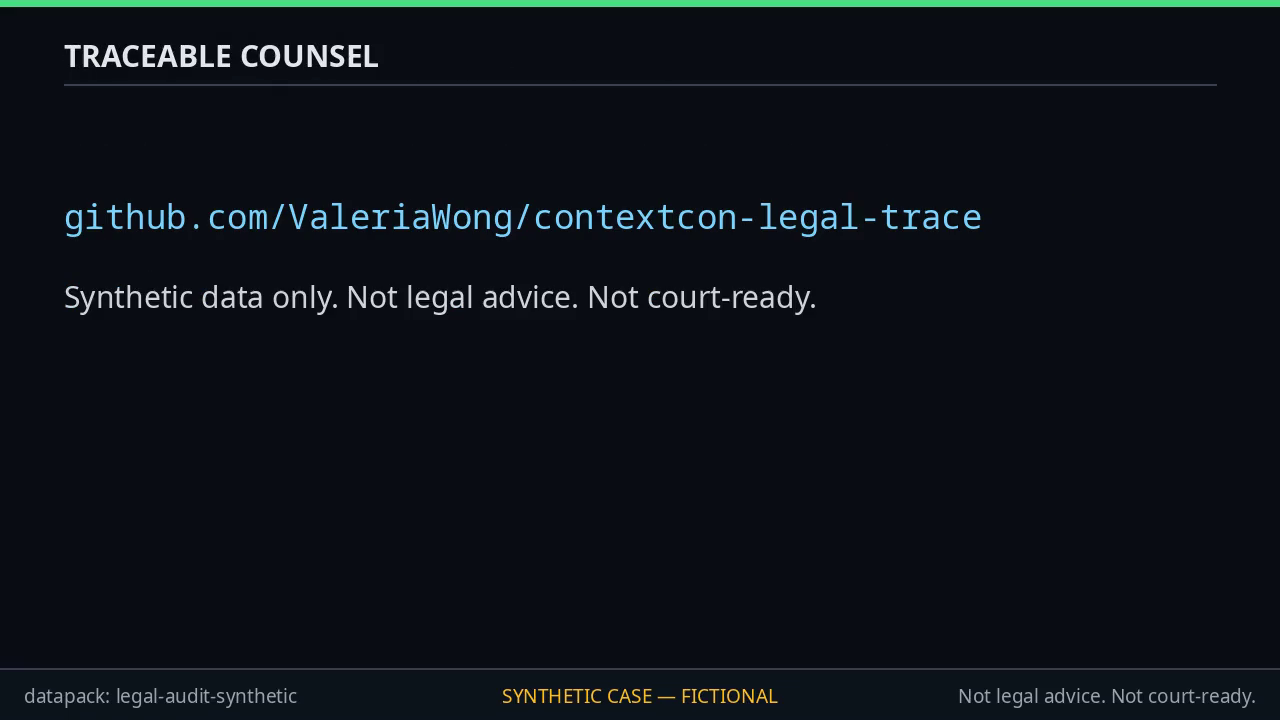 TRACEABLE COUNSEL
github.com/ValeriaWong/contextcon-legal-trace
Synthetic data only. Not legal advice. Not court-ready.
datapack: legal-audit-synthetic
SYNTHETIC CASE — FICTIONAL
Not legal advice. Not court-ready.